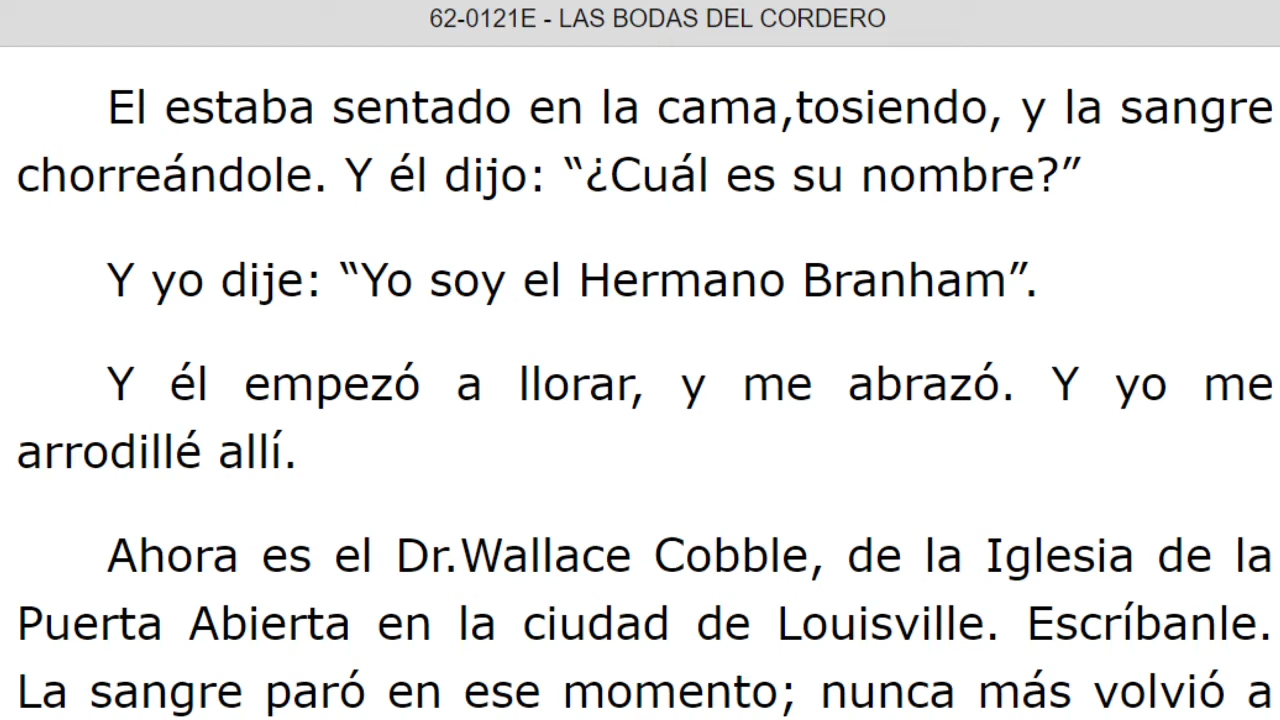 62-0121E - LAS BODAS DEL CORDERO
El estaba sentado en la cama,tosiendo, y la sangre
chorreándole. Y él dijo: “¿Cuál es su nombre?”
Y yo dije: “Yo soy el Hermano Branham”.
Y él empezó a llorar, y me abrazó. Y yo me
arrodillé allí.
Ahora es el Dr.Wallace Cobble, de la Iglesia de la
Puerta Abierta en la ciudad de Louisville. Escríbanle.
La sangre paró en ese momento; nunca más volvió a